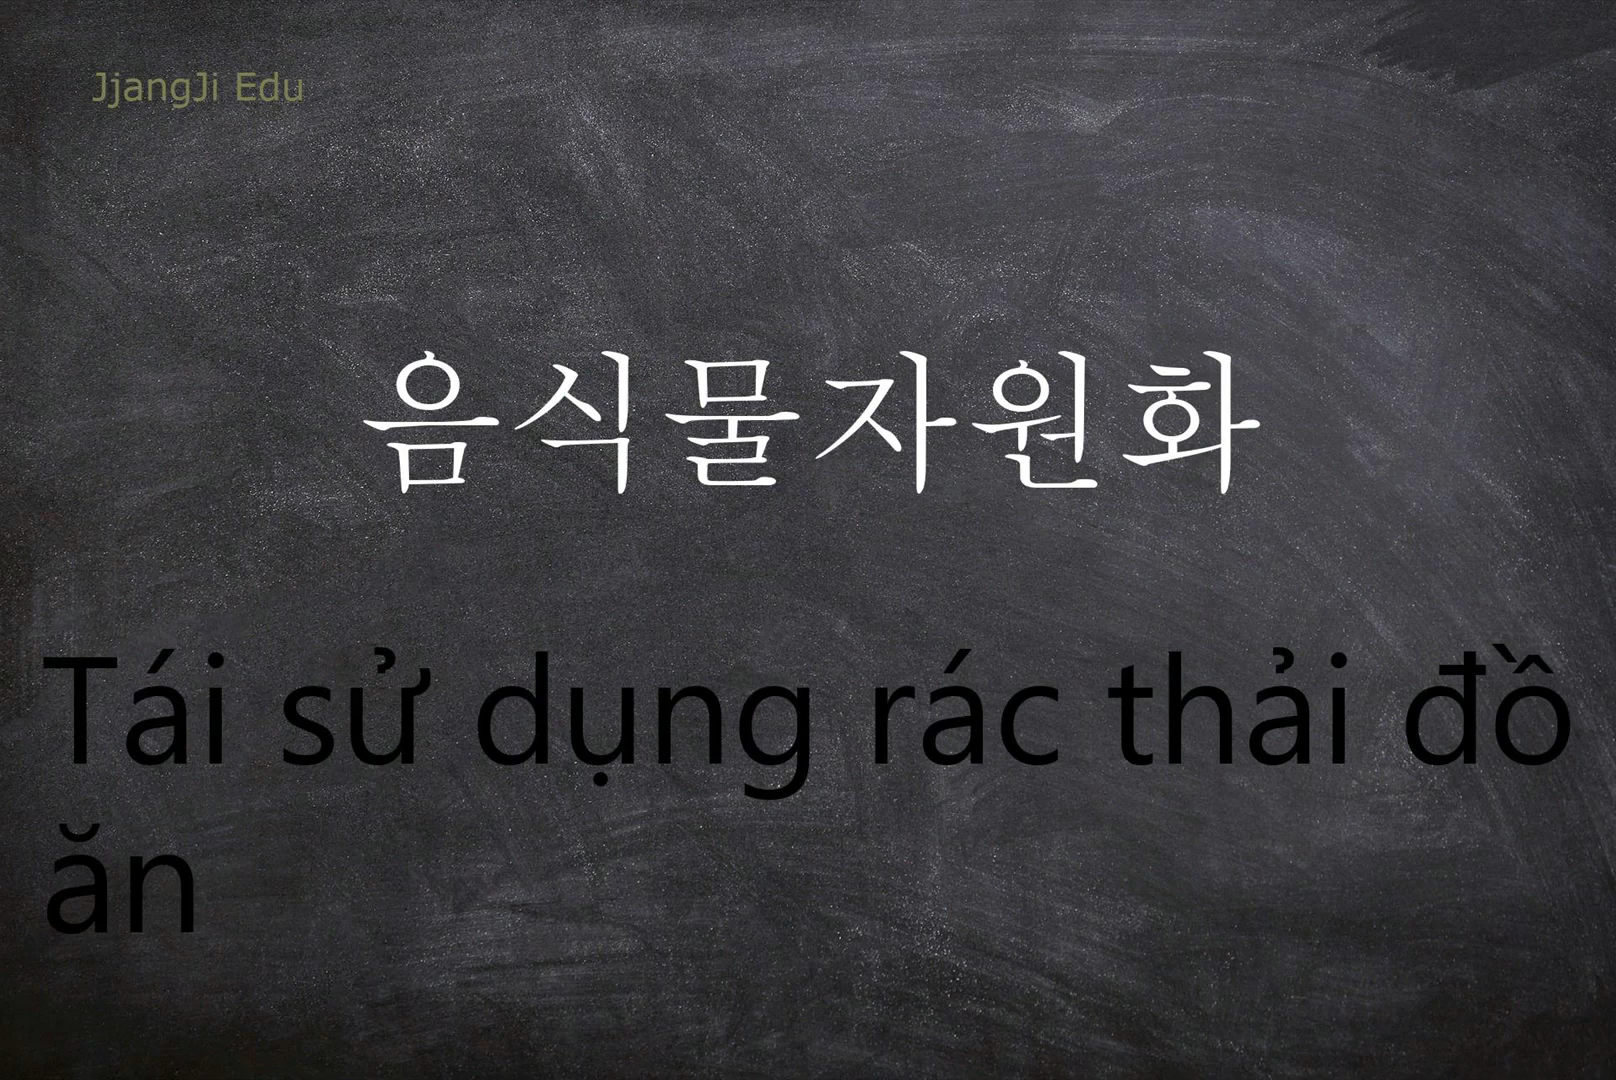 JjangJi Edu
음식물자원화
Tái sử dụng rác thải đồ
ăn